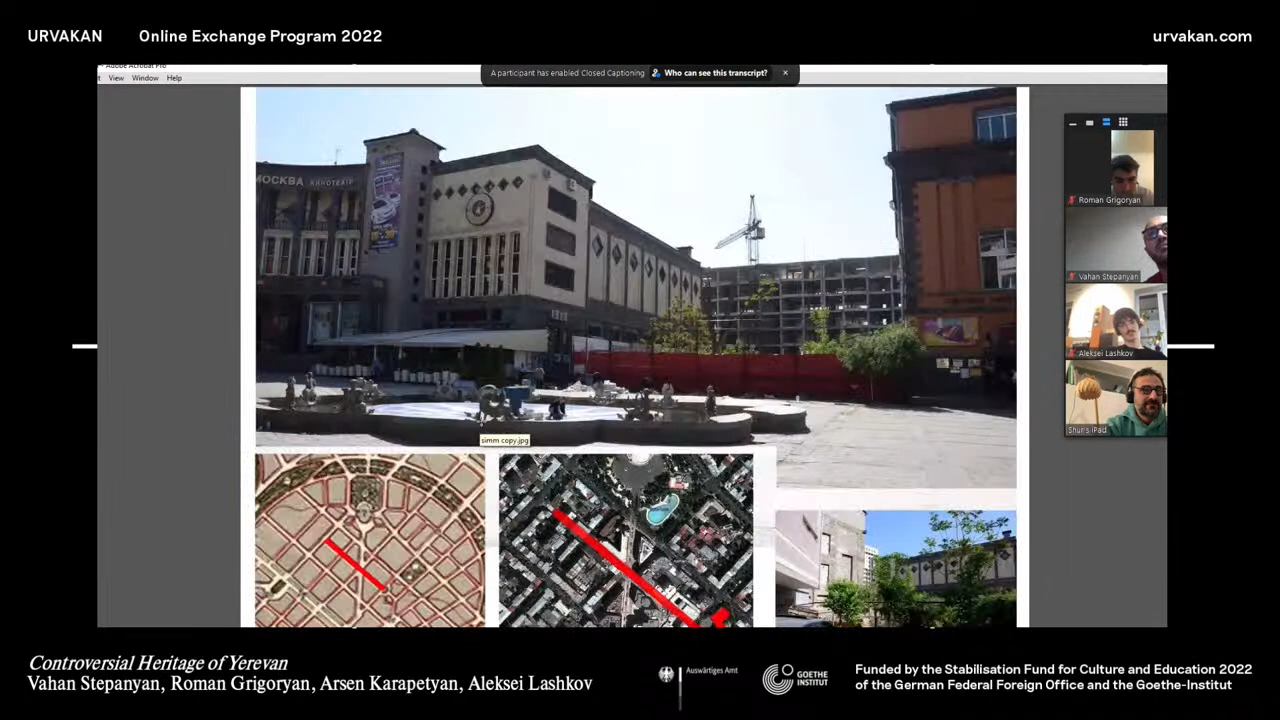 URVAKAN
Online Exchange Program 2022
urvakan.com
Adobe Acrobat Pro
View Window Help
A participant has enabled Closed Captioning
Who can see this transcript?
МОСКВА КИНОТЕАТР
simm copy.jpg
Roman Grigoryan
Vahan Stepanyan
Aleksei Lashkov
Shur's iPad
Controversial Heritage of Yerevan
Vahan Stepanyan, Roman Grigoryan, Arsen Karapetyan, Aleksei Lashkov
Auswärtiges Amt
GOETHE
INSTITUT
Funded by the Stabilisation Fund for Culture and Education 2022
of the German Federal Foreign Office and the Goethe-Institut